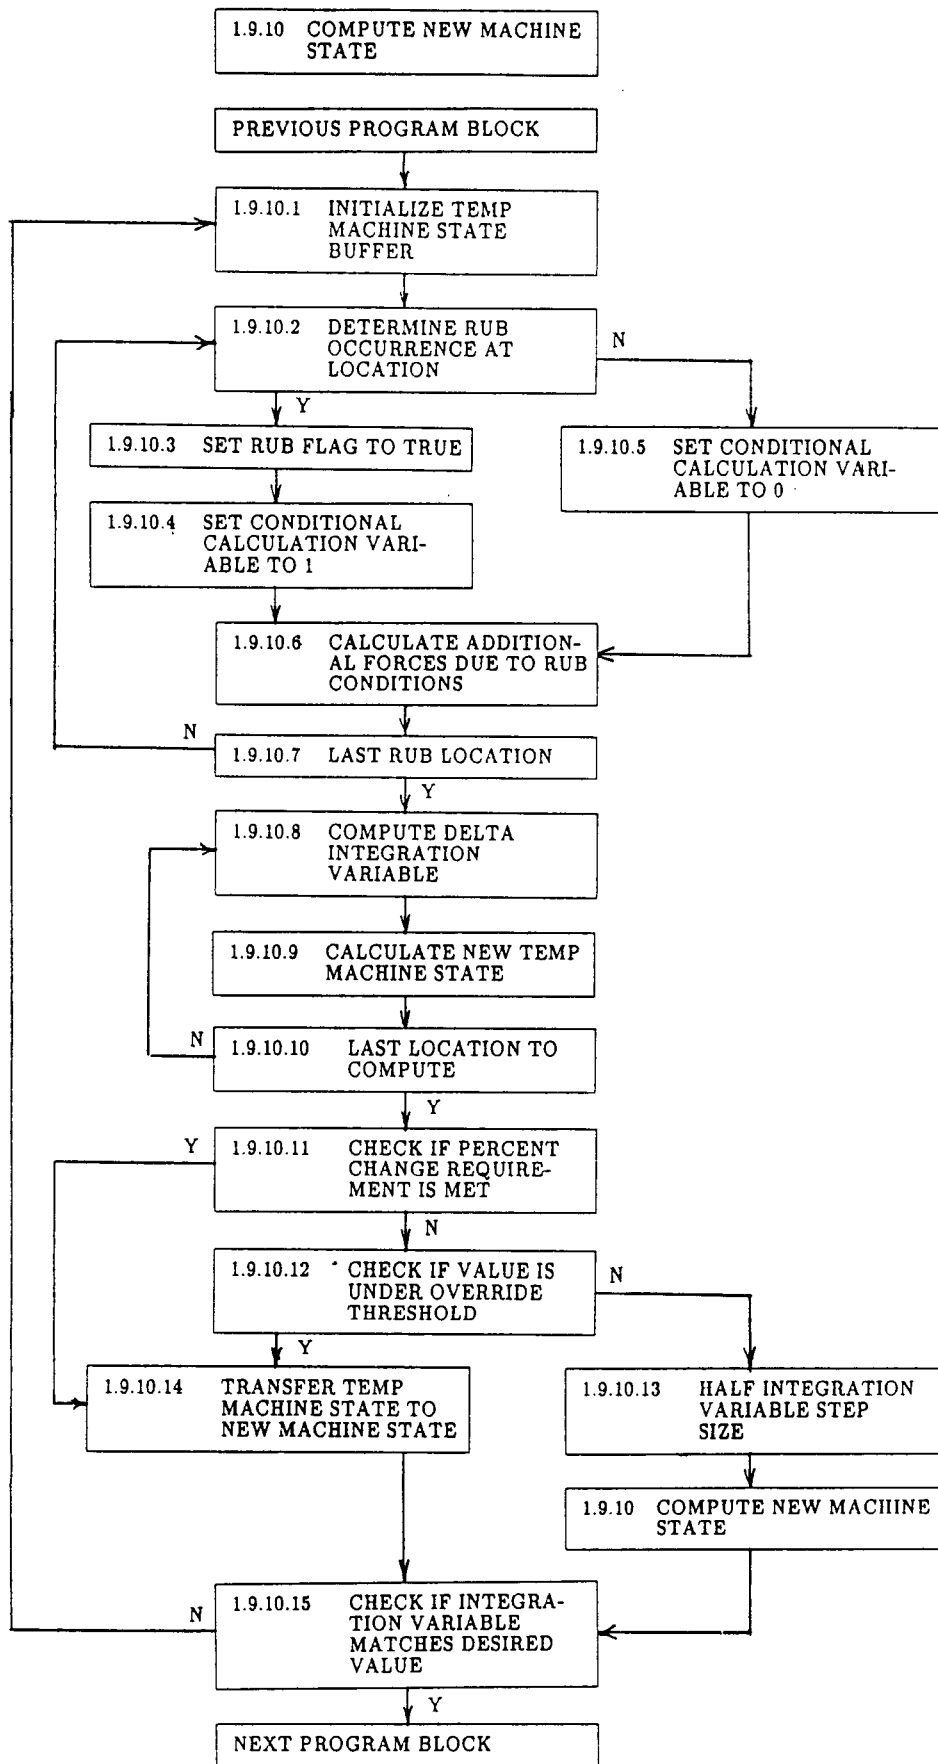 1.9.10 COMPUTE NEW MACHINE
STATE
PREVIOUS PROGRAM BLOCK
1.9.10.1 INITIALIZE TEMP
MACHINE STATE
BUFFER
1.9.10.2 DETERMINE RUB
OCCURRENCE AT
LOCATION
N
Y
1.9.10.3 SET RUB FLAG TO TRUE
1.9.10.5 SET CONDITIONAL
CALCULATION VARI-
ABLE TO 0
1.9.10.4 SET CONDITIONAL
CALCULATION VARI-
ABLE TO 1
1.9.10.6 CALCULATE ADDITION-
AL FORCES DUE TO RUB
CONDITIONS
N
1.9.10.7 LAST RUB LOCATION
Y
1.9.10.8 COMPUTE DELTA
INTEGRATION
VARIABLE
1.9.10.9 CALCULATE NEW TEMP
MACHINE STATE
N
1.9.10.10 LAST LOCATION TO
COMPUTE
Y
Y
1.9.10.11 CHECK IF PERCENT
CHANGE REQUIRE-
MENT IS MET
N
1.9.10.12 CHECK IF VALUE IS
UNDER OVERRIDE
THRESHOLD
N
Y
1.9.10.14 TRANSFER TEMP
MACHINE STATE TO
NEW MACHINE STATE
1.9.10.13 HALF INTEGRATION
VARIABLE STEP
SIZE
1.9.10 COMPUTE NEW MACHINE
STATE
N
1.9.10.15 CHECK IF INTEGRA-
TION VARIABLE
MATCHES DESIRED
VALUE
Y
NEXT PROGRAM BLOCK